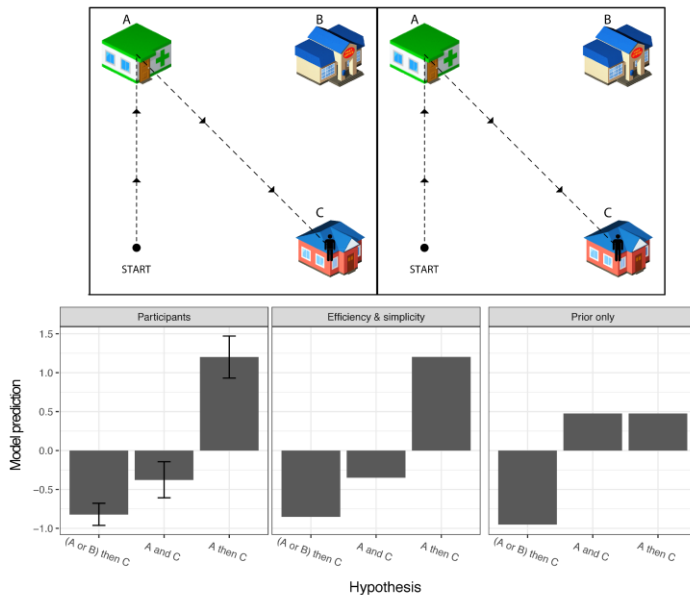 A B A B
C C
START START
Participants Efficiency & simplicity Prior only
Model prediction
1.5
1.0
0.5
0.0
-0.5
-1.0
(A or B) then C A and C A then C (A or B) then C A and C A then C (A or B) then C A and C A then C
Hypothesis